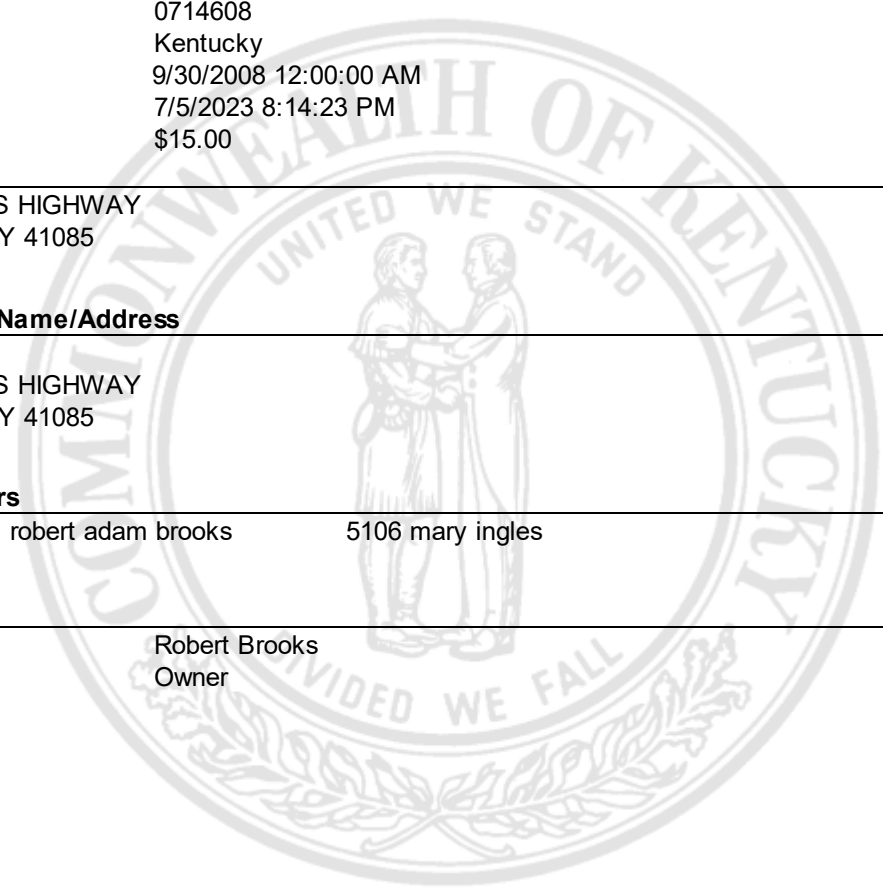 0714608
Kentucky
9/30/2008 12:00:00 AM
7/5/2023 8:14:23 PM
$15.00
S HIGHWAY
Y 41085
Name/Address
S HIGHWAY
Y 41085
rs
robert adam brooks 5106 mary ingles
Robert Brooks
Owner
COMMONWEALTH OF KENTUCKY
UNITED WE STAND
DIVIDED WE FALL